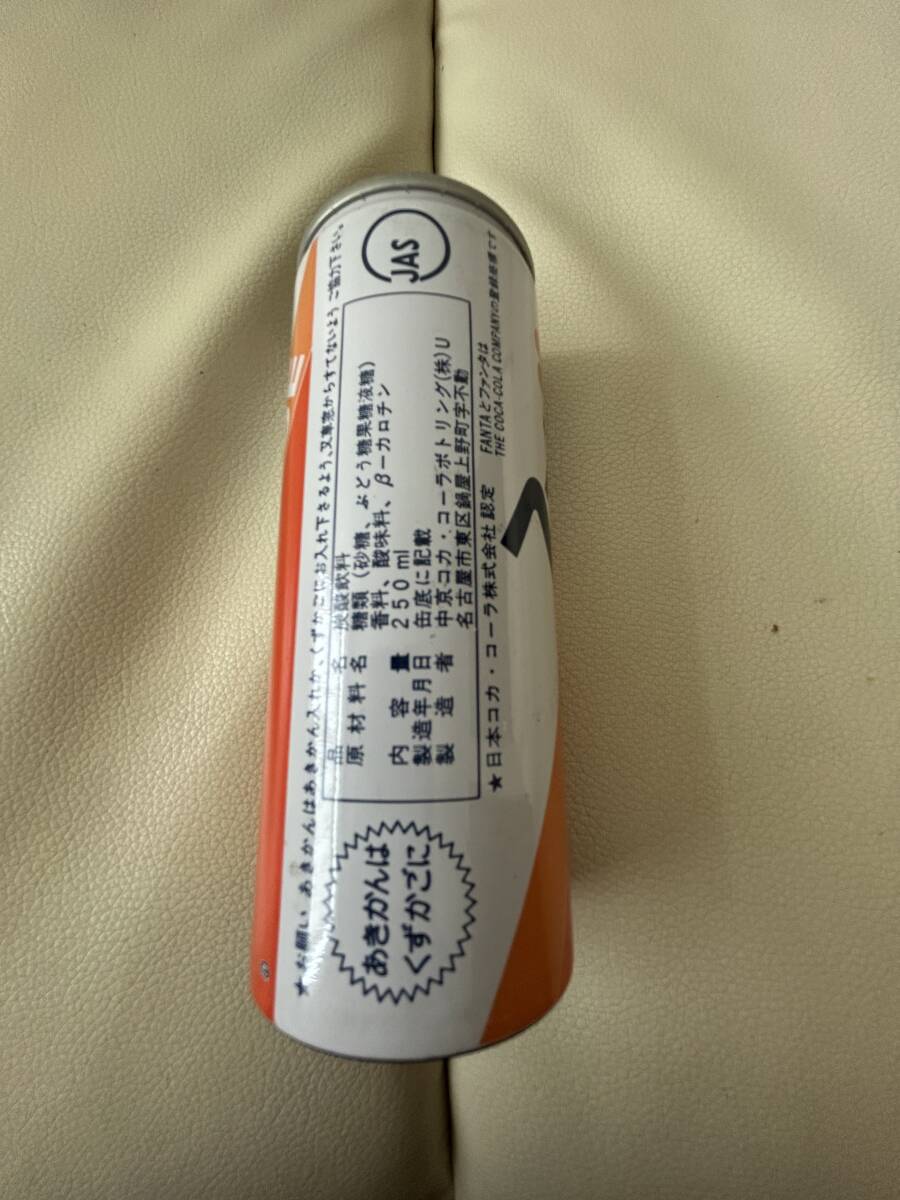 ★お願い あきかんはあきかん入れか、くずかごにお入れ下さるよう、又車窓からすてないよう ご協力下さい。
JAS
品名 炭酸飲料
原材料名 糖類（砂糖、ぶどう糖果糖液糖）
香料、酸味料、β－カロチン
内容量 250ml
製造年月日 缶底に記載
製造者 中京コカ・コーラボトリング(株)U
名古屋市東区鍋屋上野町字不動
★日本コカ・コーラ株式会社 認定
FANTAとファンタは
THE COCA-COLA COMPANYの登録商標です
あきかんは
くずかごに